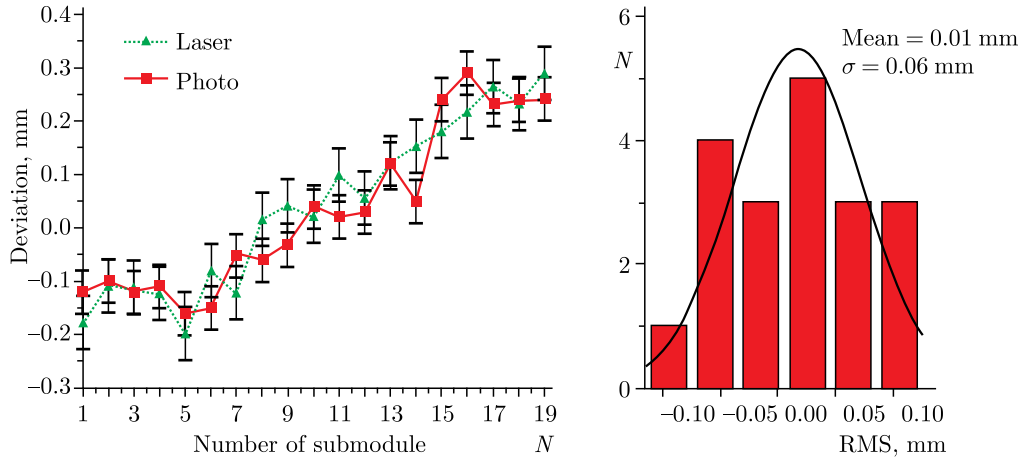 0.4
0.3
0.2
0.1
0.0
−0.1
−0.2
−0.3
Deviation, mm
Laser
Photo
1 3 5 7 9 11 13 15 17 19
Number of submodule N
6
N
4
2
0
Mean = 0.01 mm
σ = 0.06 mm
−0.10 −0.05 0.00 0.05 0.10
RMS, mm